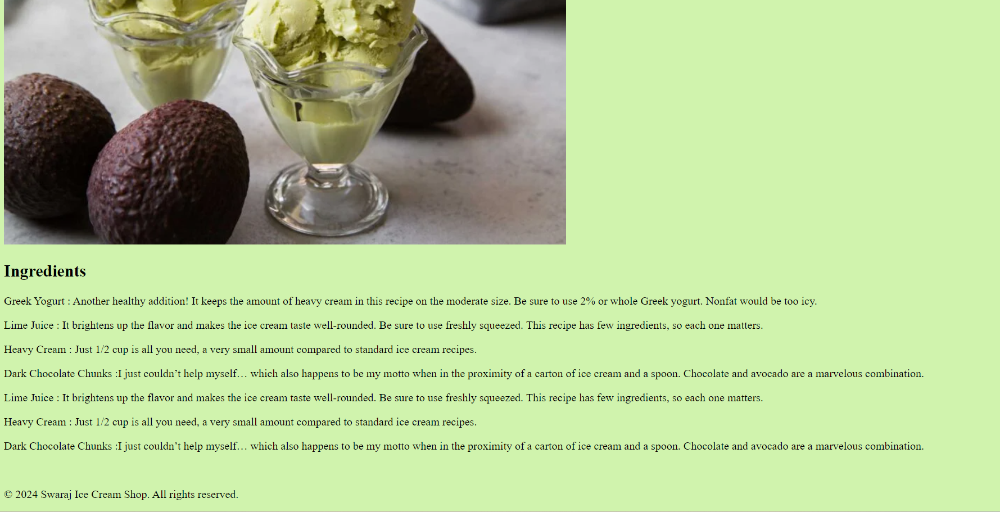 Ingredients
Greek Yogurt : Another healthy addition! It keeps the amount of heavy cream in this recipe on the moderate size. Be sure to use 2% or whole Greek yogurt. Nonfat would be too icy.
Lime Juice : It brightens up the flavor and makes the ice cream taste well-rounded. Be sure to use freshly squeezed. This recipe has few ingredients, so each one matters.
Heavy Cream : Just 1/2 cup is all you need, a very small amount compared to standard ice cream recipes.
Dark Chocolate Chunks :I just couldn’t help myself… which also happens to be my motto when in the proximity of a carton of ice cream and a spoon. Chocolate and avocado are a marvelous combination.
Lime Juice : It brightens up the flavor and makes the ice cream taste well-rounded. Be sure to use freshly squeezed. This recipe has few ingredients, so each one matters.
Heavy Cream : Just 1/2 cup is all you need, a very small amount compared to standard ice cream recipes.
Dark Chocolate Chunks :I just couldn’t help myself… which also happens to be my motto when in the proximity of a carton of ice cream and a spoon. Chocolate and avocado are a marvelous combination.
© 2024 Swaraj Ice Cream Shop. All rights reserved.